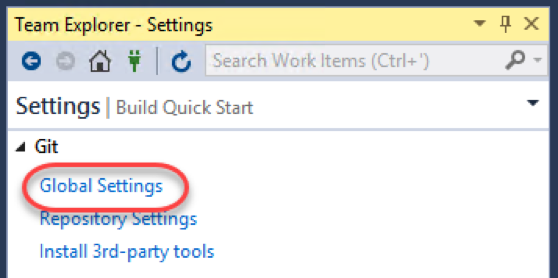 Team Explorer - Settings
Search Work Items (Ctrl+')
Settings | Build Quick Start
Git
Global Settings
Repository Settings
Install 3rd-party tools